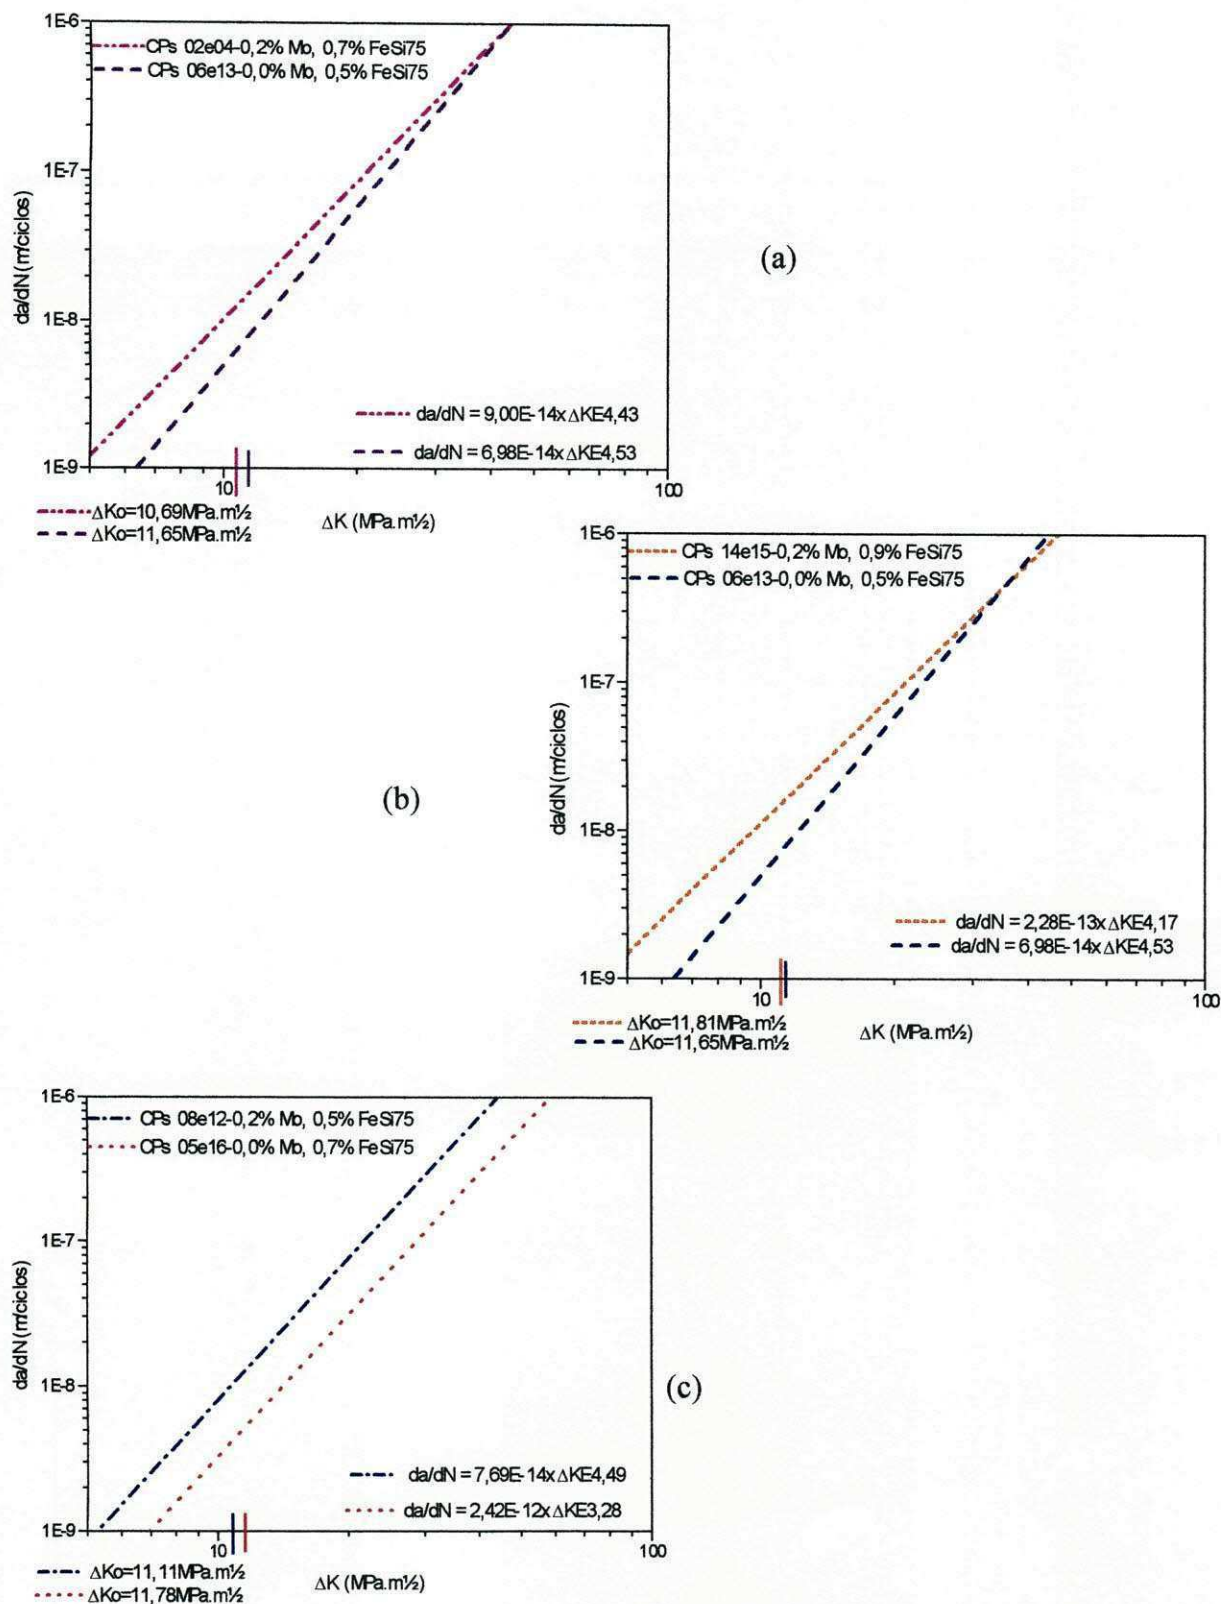 1E-6
CPs 02e04-0,2% Mo, 0,7% FeSi75
CPs 06e13-0,0% Mo, 0,5% FeSi75
1E-7
da/dN (m/ciclos)
(a)
1E-8
da/dN = 9,00E-14x ΔKE4,43
da/dN = 6,98E-14x ΔKE4,53
1E-9
10
100
ΔKo=10,69MPa.m½
ΔKo=11,65MPa.m½
ΔK (MPa.m½)
1E-6
CPs 14e15-0,2% Mo, 0,9% FeSi75
CPs 06e13-0,0% Mo, 0,5% FeSi75
1E-7
da/dN (m/ciclos)
(b)
1E-8
da/dN = 2,28E-13x ΔKE4,17
da/dN = 6,98E-14x ΔKE4,53
1E-9
10
100
ΔKo=11,81MPa.m½
ΔKo=11,65MPa.m½
ΔK (MPa.m½)
1E-6
CPs 08e12-0,2% Mo, 0,5% FeSi75
CPs 05e16-0,0% Mo, 0,7% FeSi75
1E-7
da/dN (m/ciclos)
1E-8
(c)
da/dN = 7,69E-14x ΔKE4,49
da/dN = 2,42E-12x ΔKE3,28
1E-9
10
100
ΔKo=11,11MPa.m½
ΔKo=11,78MPa.m½
ΔK (MPa.m½)